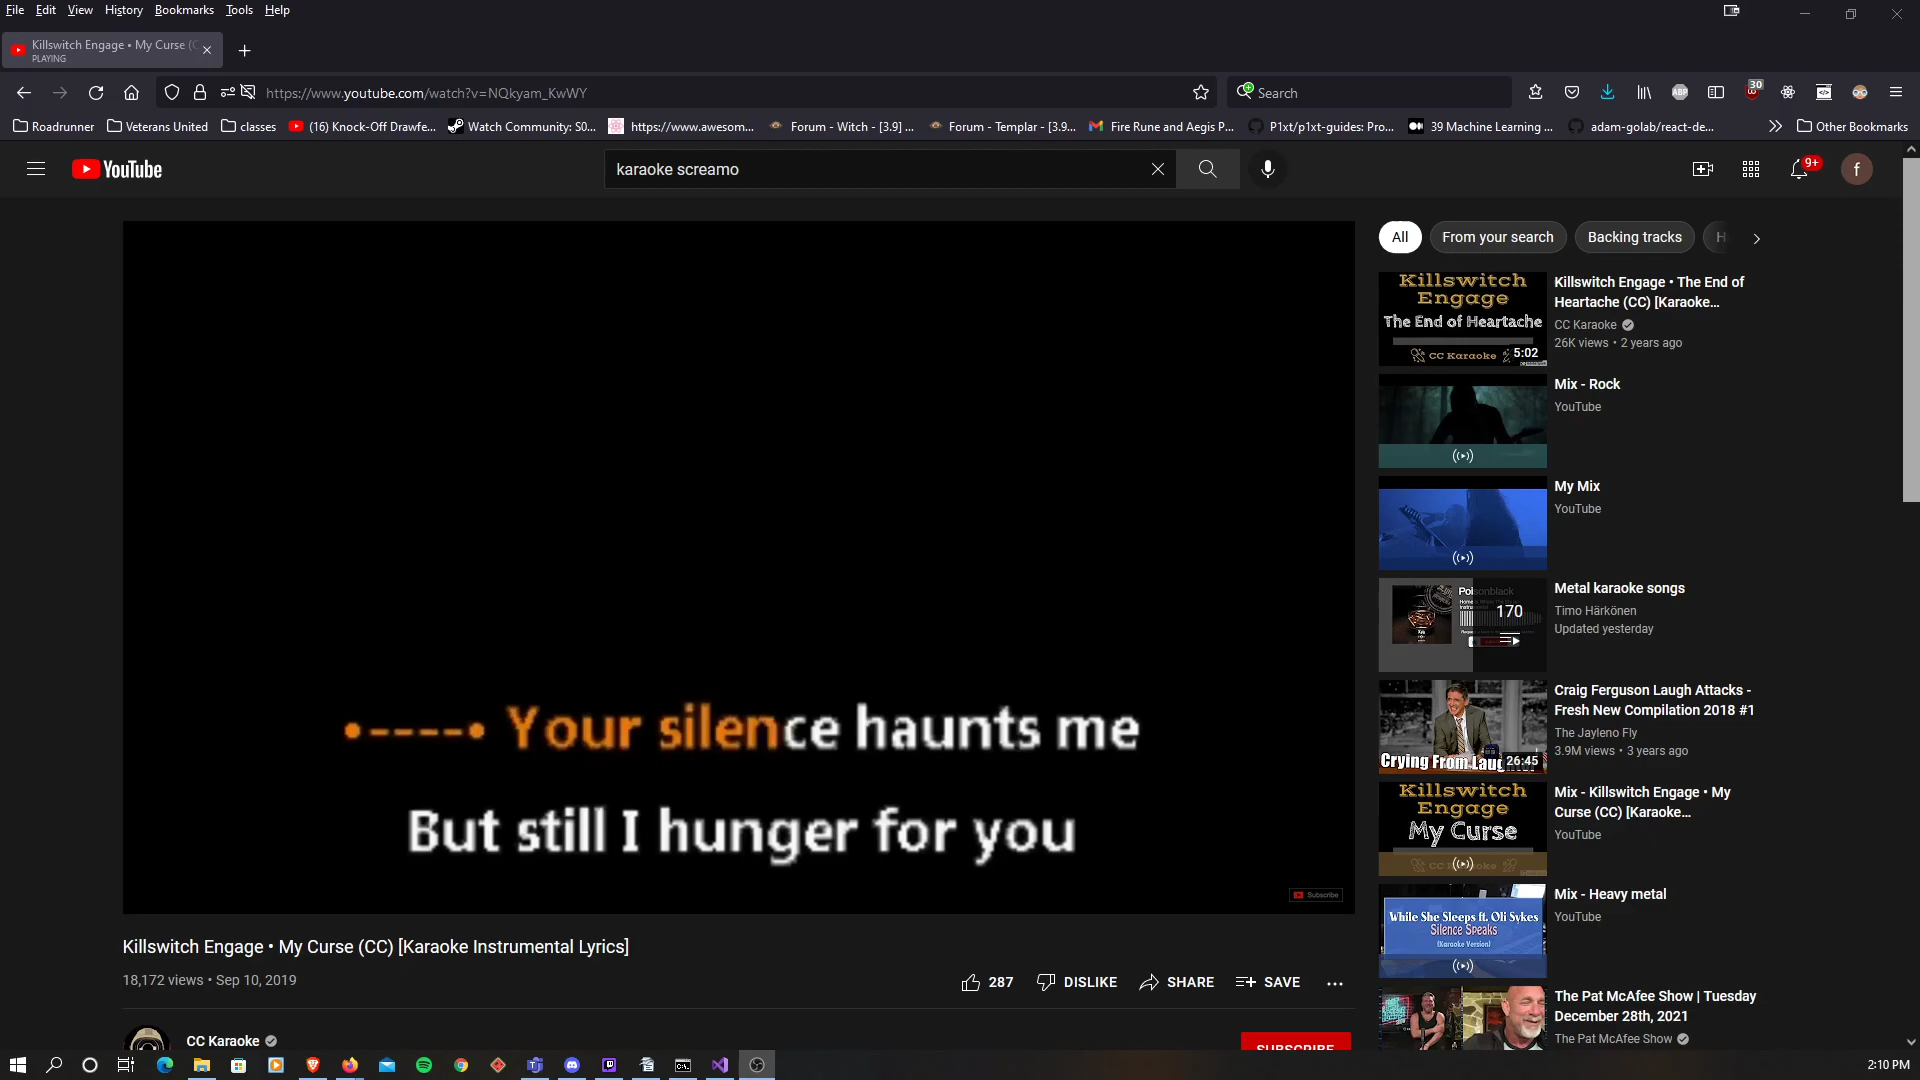 File Edit View History Bookmarks Tools Help
Killswitch Engage • My Curse (C
PLAYING
https://www.youtube.com/watch?v=NQkyam_KwWY
Search
30
ABP
Roadrunner
Veterans United
classes
(16) Knock-Off Drawfe...
Watch Community: S0...
https://www.awesom...
Forum - Witch - [3.9] ...
Forum - Templar - [3.9...
Fire Rune and Aegis P...
P1xt/p1xt-guides: Pro...
39 Machine Learning ...
adam-golab/react-de...
Other Bookmarks
YouTube
karaoke screamo
9+
f
All
From your search
Backing tracks
H
Your silence haunts me
But still I hunger for you
Subscribe
Killswitch Engage • My Curse (CC) [Karaoke Instrumental Lyrics]
18,172 views • Sep 10, 2019
287
DISLIKE
SHARE
SAVE
CC Karaoke
SUBSCRIBE
Killswitch
Engage
The End of Heartache
CC Karaoke
5:02
Killswitch Engage • The End of
Heartache (CC) [Karaoke...
CC Karaoke
26K views • 2 years ago
Mix - Rock
YouTube
My Mix
YouTube
Poisonblack
170
Metal karaoke songs
Timo Härkönen
Updated yesterday
Crying From Laug
26:45
Craig Ferguson Laugh Attacks -
Fresh New Compilation 2018 #1
The Jayleno Fly
3.9M views • 3 years ago
Killswitch
Engage
My Curse
CC Karaoke
Mix - Killswitch Engage • My
Curse (CC) [Karaoke...
YouTube
While She Sleeps ft. Oli Sykes
Silence Speaks
(Karaoke Version)
Mix - Heavy metal
YouTube
The Pat McAfee Show | Tuesday
December 28th, 2021
The Pat McAfee Show
2:10 PM